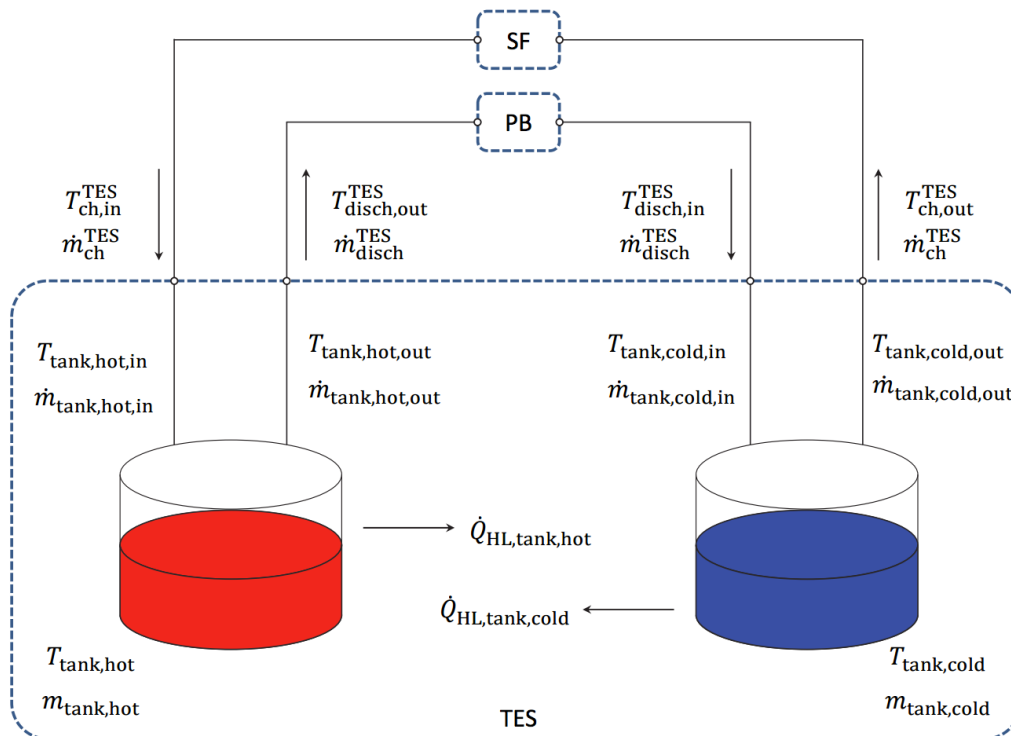 SF
PB
T_ch,in^TES
ṁ_ch^TES
T_disch,out^TES
ṁ_disch^TES
T_disch,in^TES
ṁ_disch^TES
T_ch,out^TES
ṁ_ch^TES
T_tank,hot,in
ṁ_tank,hot,in
T_tank,hot,out
ṁ_tank,hot,out
T_tank,cold,in
ṁ_tank,cold,in
T_tank,cold,out
ṁ_tank,cold,out
Q̇_HL,tank,hot
Q̇_HL,tank,cold
T_tank,hot
m_tank,hot
T_tank,cold
m_tank,cold
TES